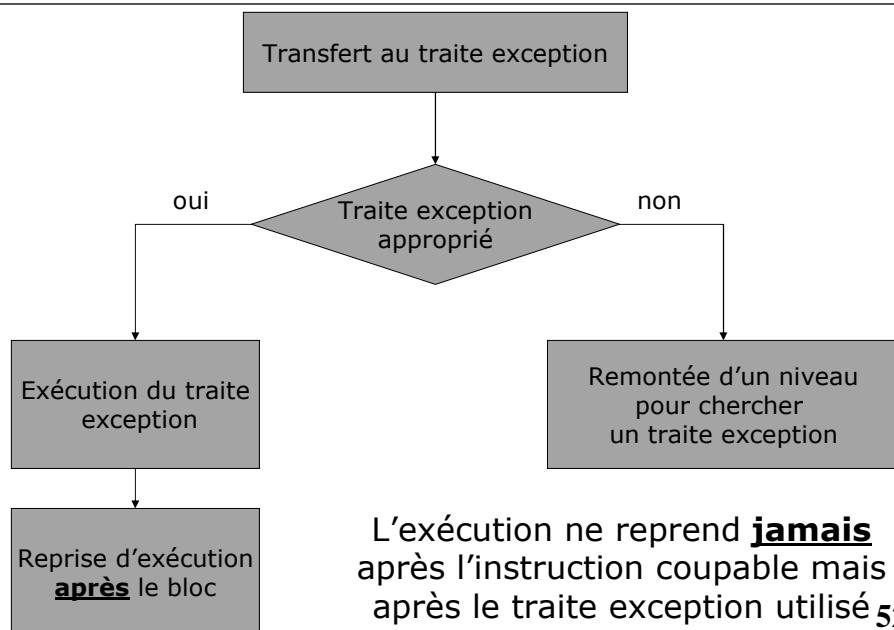 Transfert au traite exception
oui
Traite exception
approprié
non
Exécution du traite
exception
Remontée d'un niveau
pour chercher
un traite exception
Reprise d'exécution
après le bloc
L'exécution ne reprend jamais
après l'instruction coupable mais
après le traite exception utilisé